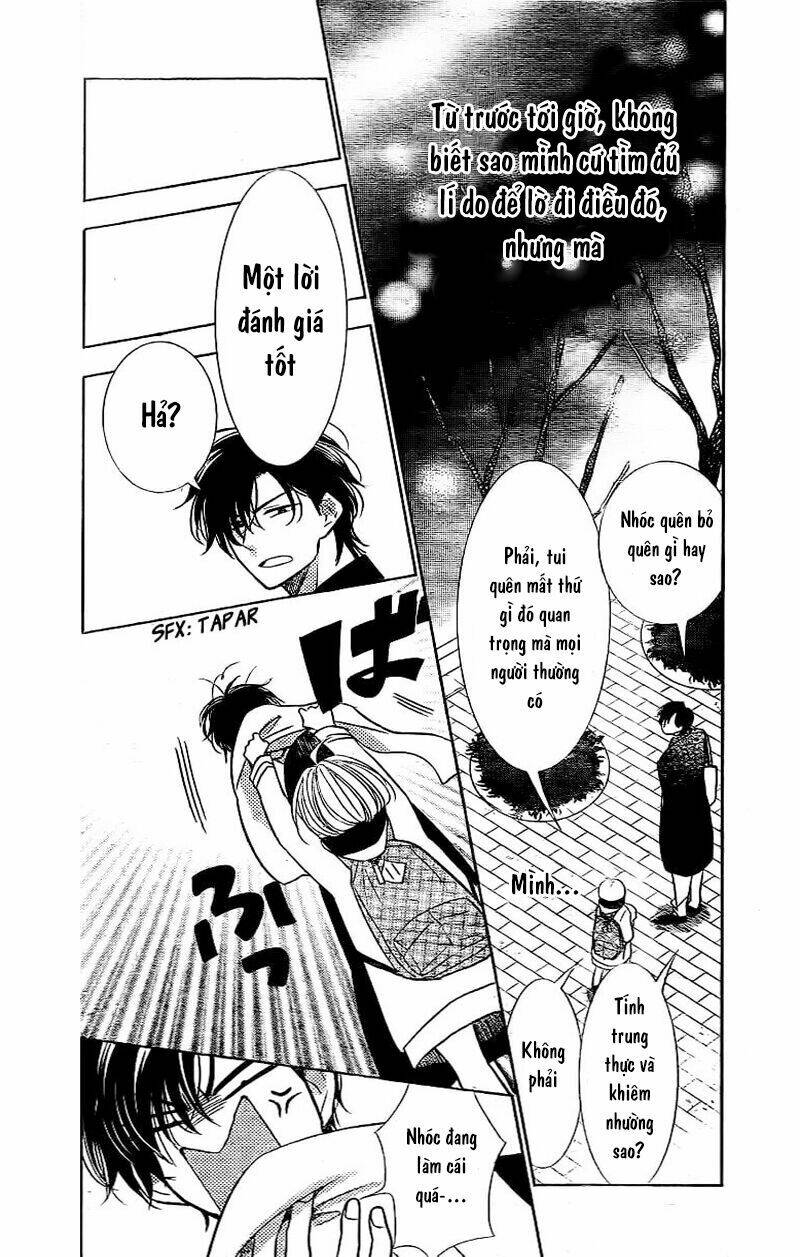 Từ trước tới giờ, không
biết sao mình cứ tìm đủ
lí do để lờ đi điều đó,
nhưng mà
Nhóc quên bỏ
quên gì hay
sao?
Phải, tui
quên mất thứ
gì đó quan
trọng mà mọi
người thường
có
Mình...
Tính
trung
thực và
khiêm
nhường
sao?
Không
phải
Một lời
đánh giá
tốt
Hả?
SFX: TAPAR
ば
ふっ
Nhóc đang
làm cái
quá-...